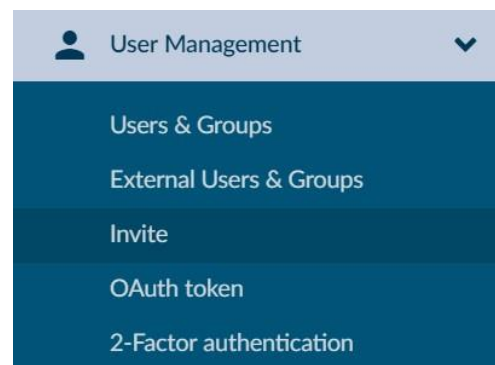 User Management
Users & Groups
External Users & Groups
Invite
OAuth token
2-Factor authentication